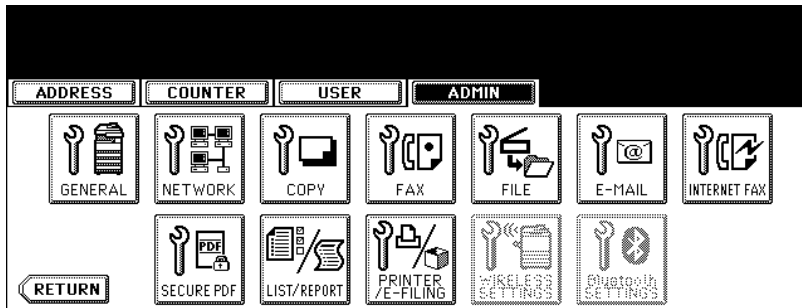 ADDRESS COUNTER USER ADMIN
GENERAL NETWORK COPY FAX FILE E-MAIL INTERNET FAX
@
PDF
SECURE PDF LIST/REPORT PRINTER /E-FILING WIRELESS SETTINGS Bluetooth SETTINGS
RETURN